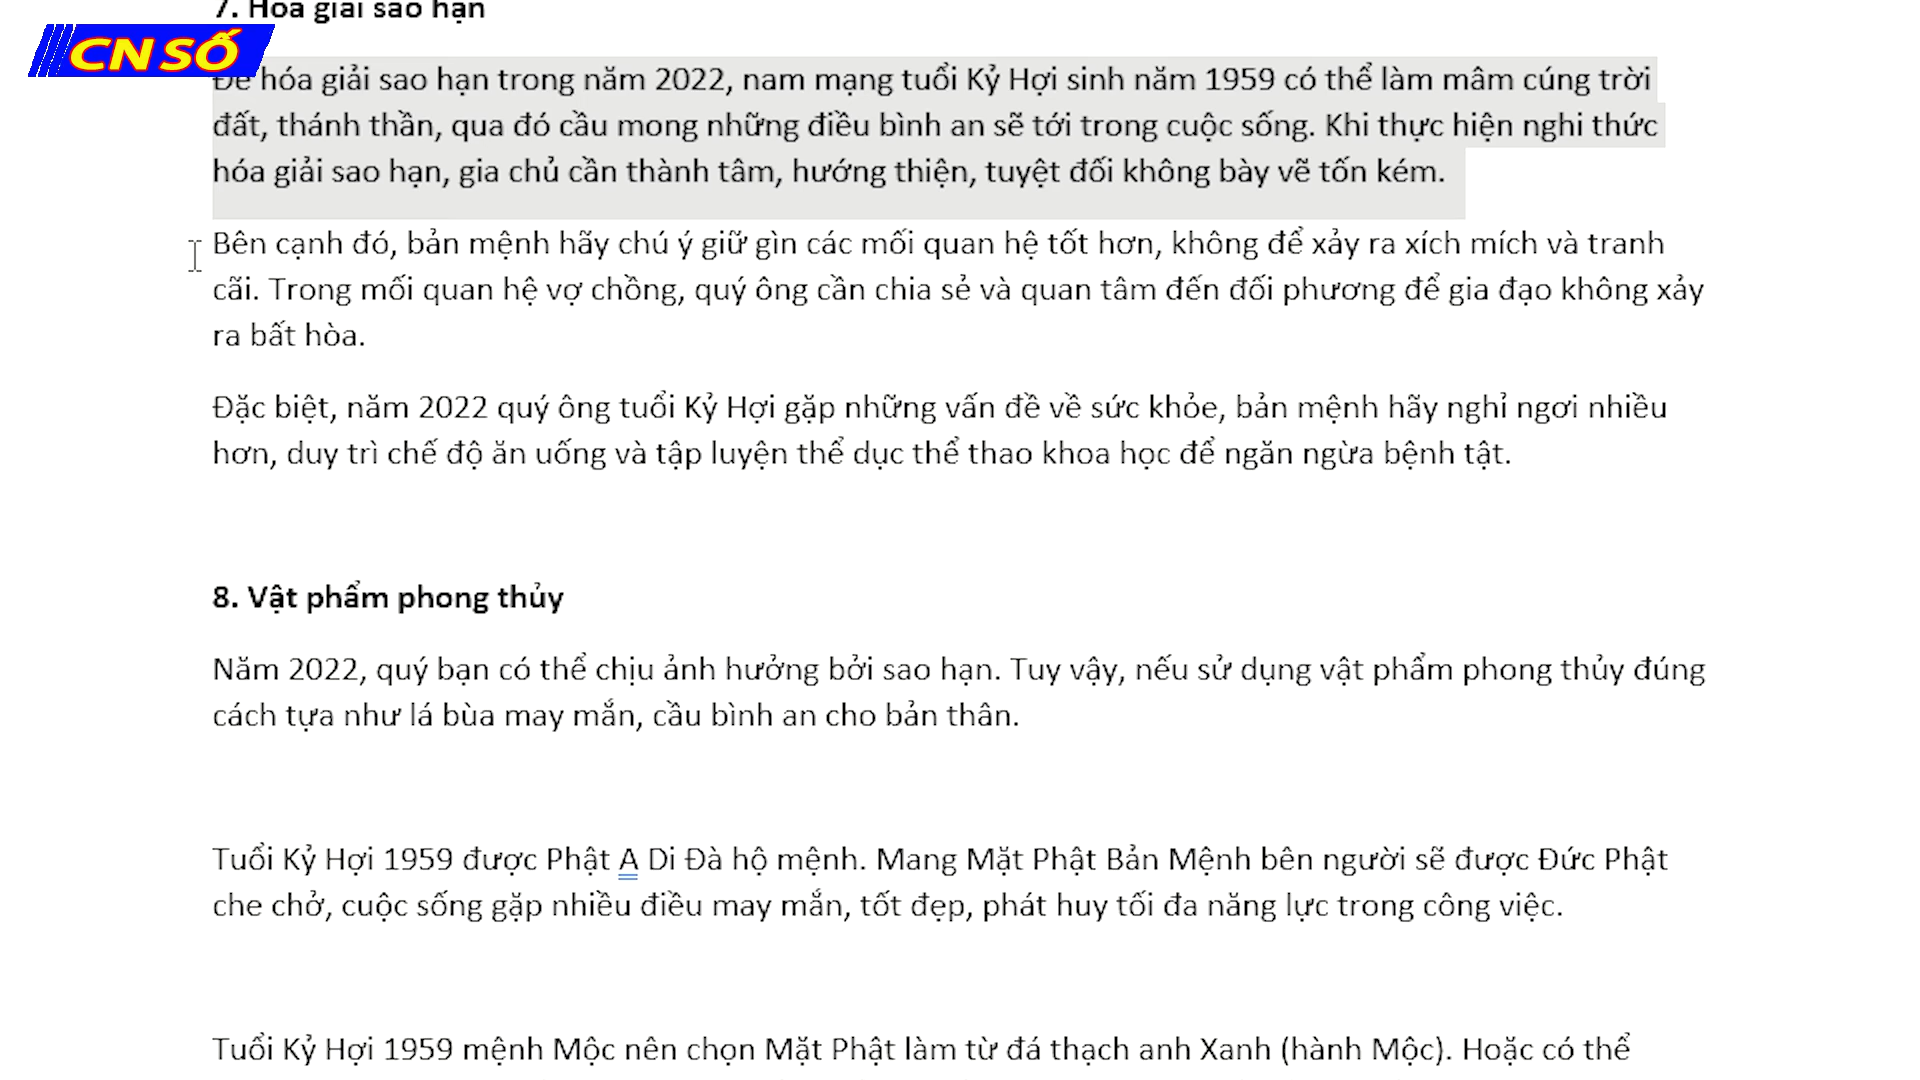 7. Hóa giải sao hạn
CN SỐ
Để hóa giải sao hạn trong năm 2022, nam mạng tuổi Kỷ Hợi sinh năm 1959 có thể làm mâm cúng trời
đất, thánh thần, qua đó cầu mong những điều bình an sẽ tới trong cuộc sống. Khi thực hiện nghi thức
hóa giải sao hạn, gia chủ cần thành tâm, hướng thiện, tuyệt đối không bày vẽ tốn kém.
Bên cạnh đó, bản mệnh hãy chú ý giữ gìn các mối quan hệ tốt hơn, không để xảy ra xích mích và tranh
cãi. Trong mối quan hệ vợ chồng, quý ông cần chia sẻ và quan tâm đến đối phương để gia đạo không xảy
ra bất hòa.
Đặc biệt, năm 2022 quý ông tuổi Kỷ Hợi gặp những vấn đề về sức khỏe, bản mệnh hãy nghỉ ngơi nhiều
hơn, duy trì chế độ ăn uống và tập luyện thể dục thể thao khoa học để ngăn ngừa bệnh tật.
8. Vật phẩm phong thủy
Năm 2022, quý bạn có thể chịu ảnh hưởng bởi sao hạn. Tuy vậy, nếu sử dụng vật phẩm phong thủy đúng
cách tựa như lá bùa may mắn, cầu bình an cho bản thân.
Tuổi Kỷ Hợi 1959 được Phật A Di Đà hộ mệnh. Mang Mặt Phật Bản Mệnh bên người sẽ được Đức Phật
che chở, cuộc sống gặp nhiều điều may mắn, tốt đẹp, phát huy tối đa năng lực trong công việc.
Tuổi Kỷ Hợi 1959 mệnh Mộc nên chọn Mặt Phật làm từ đá thạch anh Xanh (hành Mộc). Hoặc có thể